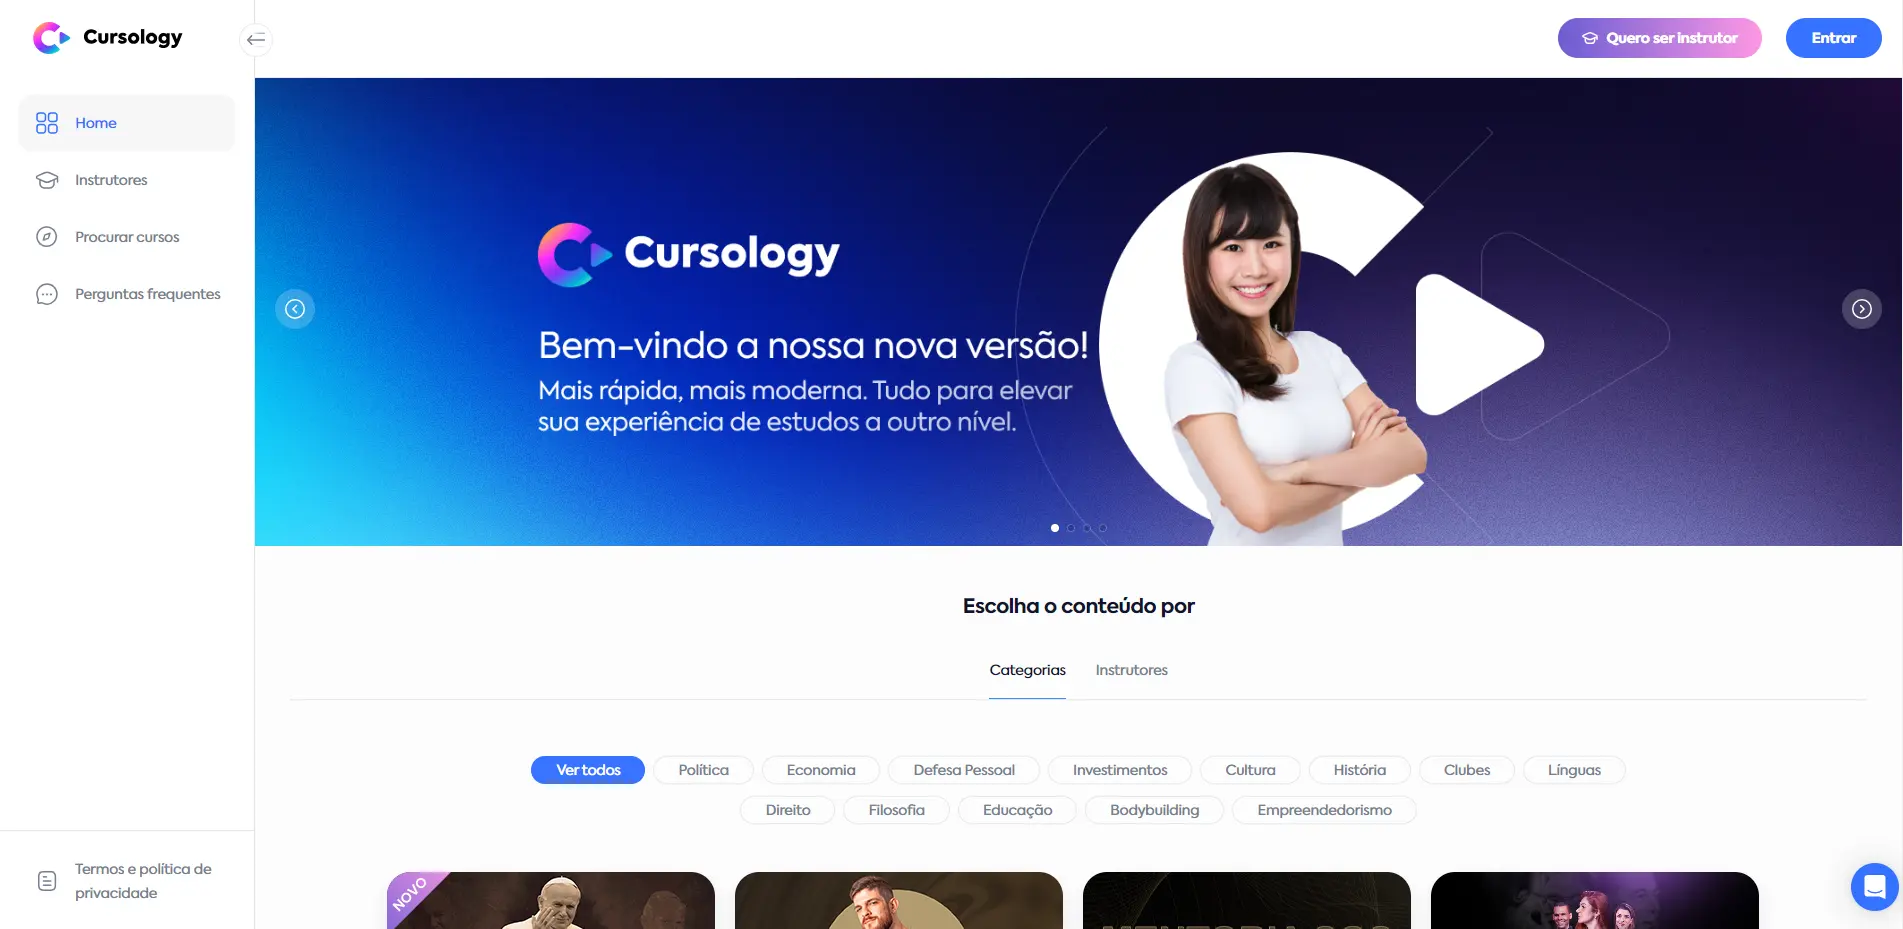 Cursology
Quero ser instrutor
Entrar
Home
Instrutores
Procurar cursos
Perguntas frequentes
Cursology
Bem-vindo a nossa nova versão!
Mais rápida, mais moderna. Tudo para elevar
sua experiência de estudos a outro nível.
Escolha o conteúdo por
Categorias Instrutores
Ver todos Política Economia Defesa Pessoal Investimentos Cultura História Clubes Línguas
Direito Filosofia Educação Bodybuilding Empreendedorismo
NOVO
Termos e política de
privacidade